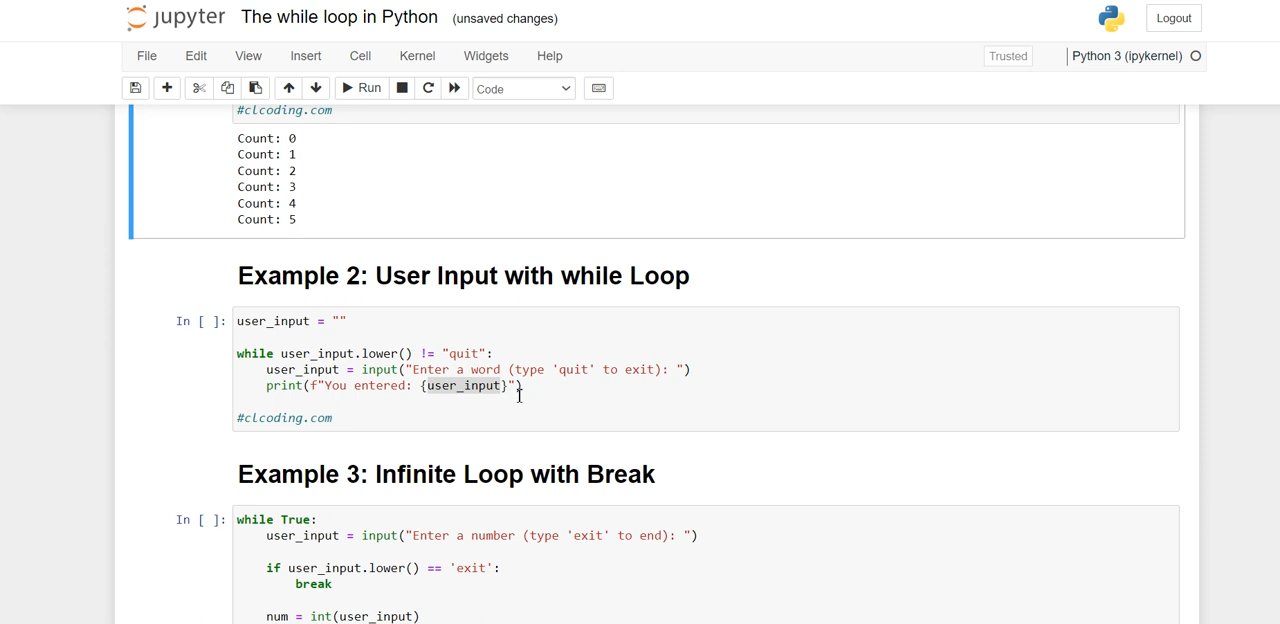 jupyter The while loop in Python (unsaved changes) Logout
File Edit View Insert Cell Kernel Widgets Help Trusted Python 3 (ipykernel)
Run Code
#clcoding.com
Count: 0
Count: 1
Count: 2
Count: 3
Count: 4
Count: 5
Example 2: User Input with while Loop
In [ ]: user_input = ""
while user_input.lower() != "quit":
user_input = input("Enter a word (type 'quit' to exit): ")
print(f"You entered: {user_input}")
#clcoding.com
Example 3: Infinite Loop with Break
In [ ]: while True:
user_input = input("Enter a number (type 'exit' to end): ")
if user_input.lower() == 'exit':
break
num = int(user_input)